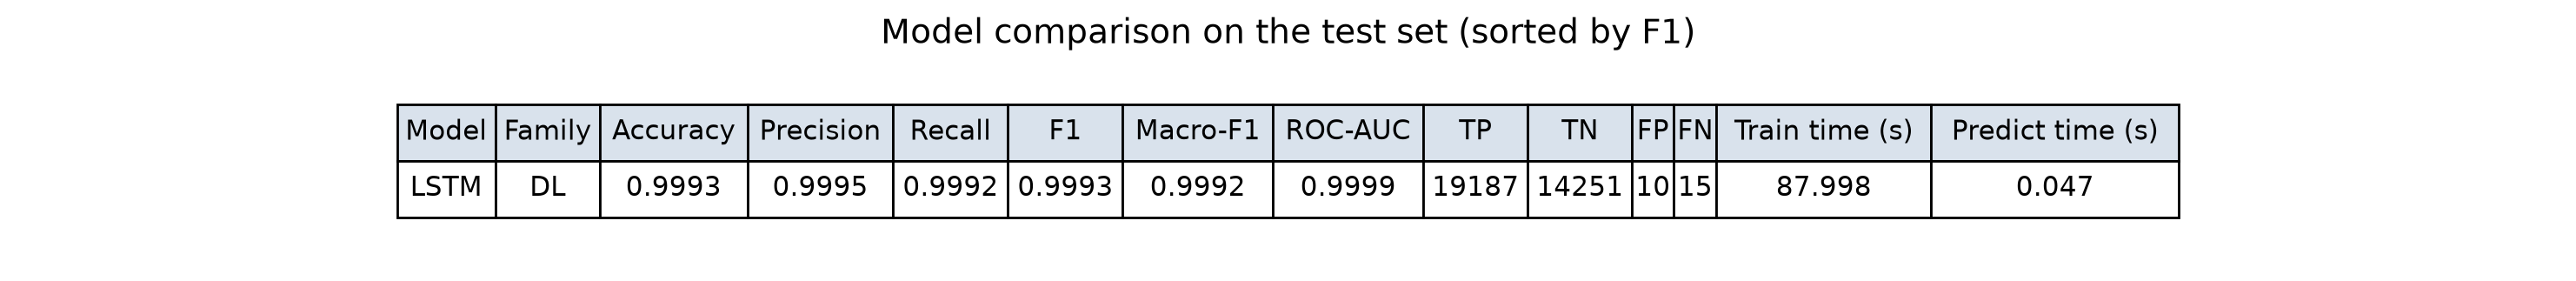 Model comparison on the test set (sorted by F1)
Model Family Accuracy Precision Recall F1 Macro-F1 ROC-AUC TP TN FP FN Train time (s) Predict time (s)
LSTM DL 0.9993 0.9995 0.9992 0.9993 0.9992 0.9999 19187 14251 10 15 87.998 0.047